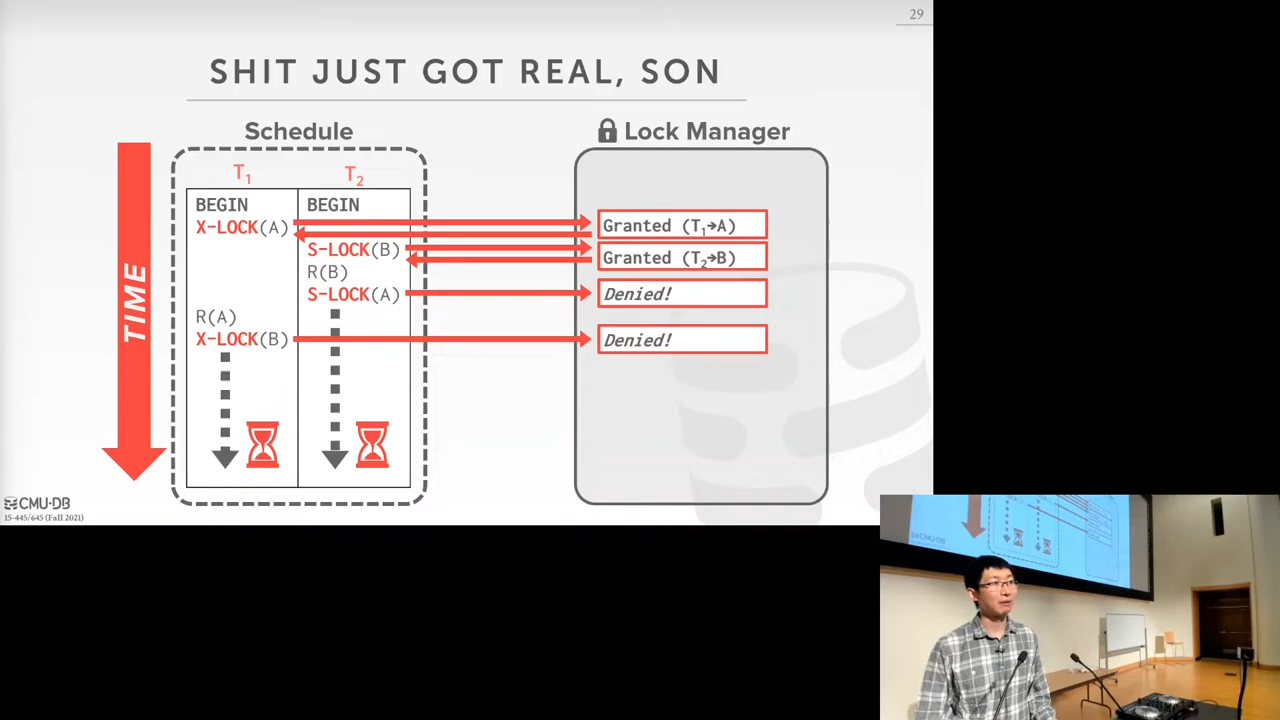 29
SHIT JUST GOT REAL, SON
Schedule
Lock Manager
TIME
T1
T2
BEGIN
BEGIN
X-LOCK(A)
Granted (T1→A)
S-LOCK(B)
Granted (T2→B)
R(B)
S-LOCK(A)
Denied!
R(A)
X-LOCK(B)
Denied!
CMU·DB
15-445/645 (Fall 2021)